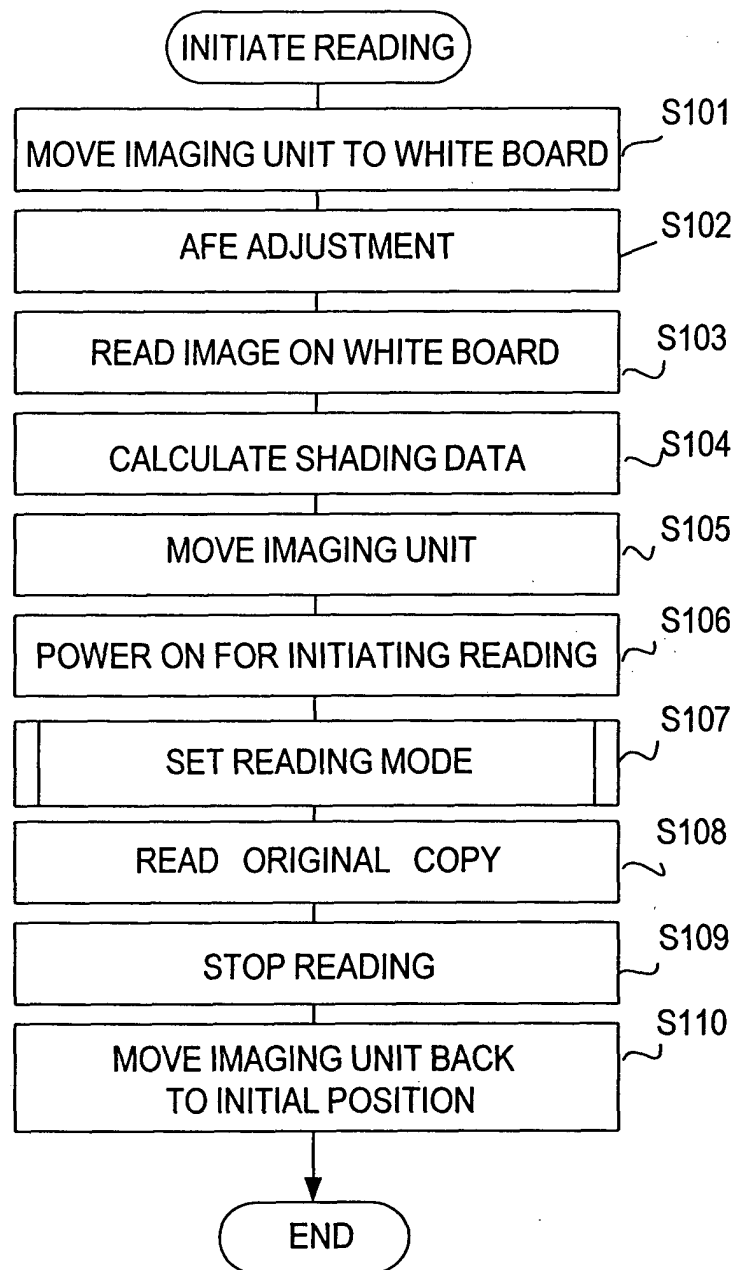 INITIATE READING
S101
MOVE IMAGING UNIT TO WHITE BOARD
S102
AFE ADJUSTMENT
S103
READ IMAGE ON WHITE BOARD
S104
CALCULATE SHADING DATA
S105
MOVE IMAGING UNIT
S106
POWER ON FOR INITIATING READING
S107
SET READING MODE
S108
READ ORIGINAL COPY
S109
STOP READING
S110
MOVE IMAGING UNIT BACK
TO INITIAL POSITION
END